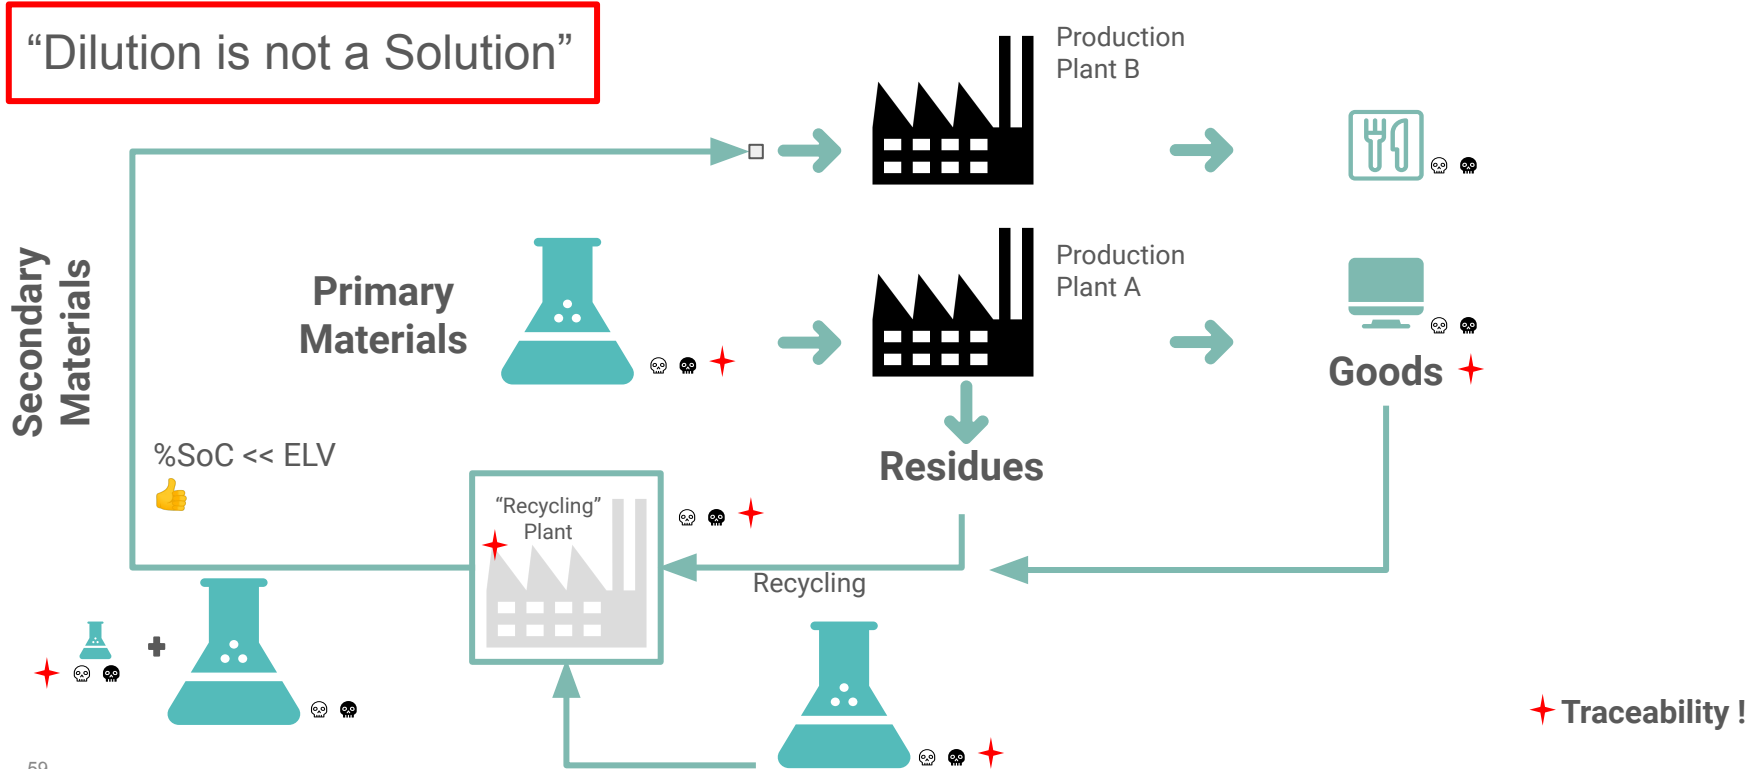 “Dilution is not a Solution”
Production
Plant B
Production
Plant A
Secondary
Materials
Primary
Materials
Goods
%SoC << ELV
Residues
“Recycling”
Plant
Recycling
Traceability !
59